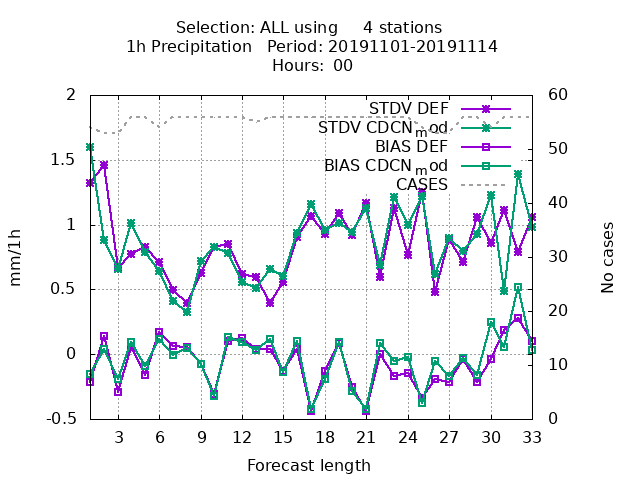 Selection: ALL using 4 stations
1h Precipitation Period: 20191101-20191114
Hours: 00
2
1.5
1
0.5
0
-0.5
60
50
40
30
20
10
0
STDV DEF
STDV CDCN_mod
BIAS DEF
BIAS CDCN_mod
CASES
mm/1h
No cases
3 6 9 12 15 18 21 24 27 30 33
Forecast length